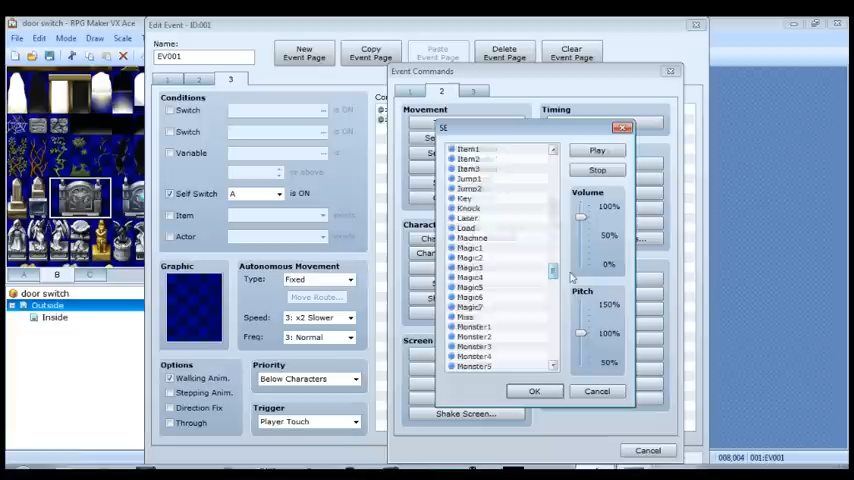 door switch - RPG Maker VX Ace
File Edit Mode Draw Scale
A B C
door switch
Outside
Inside
Edit Event - ID:001
Name:
EV001
New Event Page
Copy Event Page
Paste Event Page
Delete Event Page
Clear Event Page
1 2 3
Conditions
Switch ... is ON
Switch ... is ON
Variable ... is
or above
Self Switch A is ON
Item exists
Actor
Graphic
Autonomous Movement
Type: Fixed
Move Route...
Speed: 3: x2 Slower
Freq: 3: Normal
Options
Walking Anim.
Stepping Anim.
Direction Fix
Through
Priority
Below Characters
Trigger
Player Touch
Event Commands
1 2 3
Movement
Timing
Screen
Shake Screen...
Cancel
SE
Item1
Item2
Item3
Jump1
Jump2
Key
Knock
Laser
Load
Machine
Magic1
Magic2
Magic3
Magic4
Magic5
Magic6
Magic7
Miss
Monster1
Monster2
Monster3
Monster4
Monster5
Play
Stop
Volume
100%
50%
0%
Pitch
150%
100%
50%
OK
Cancel
008,004 001:EV001